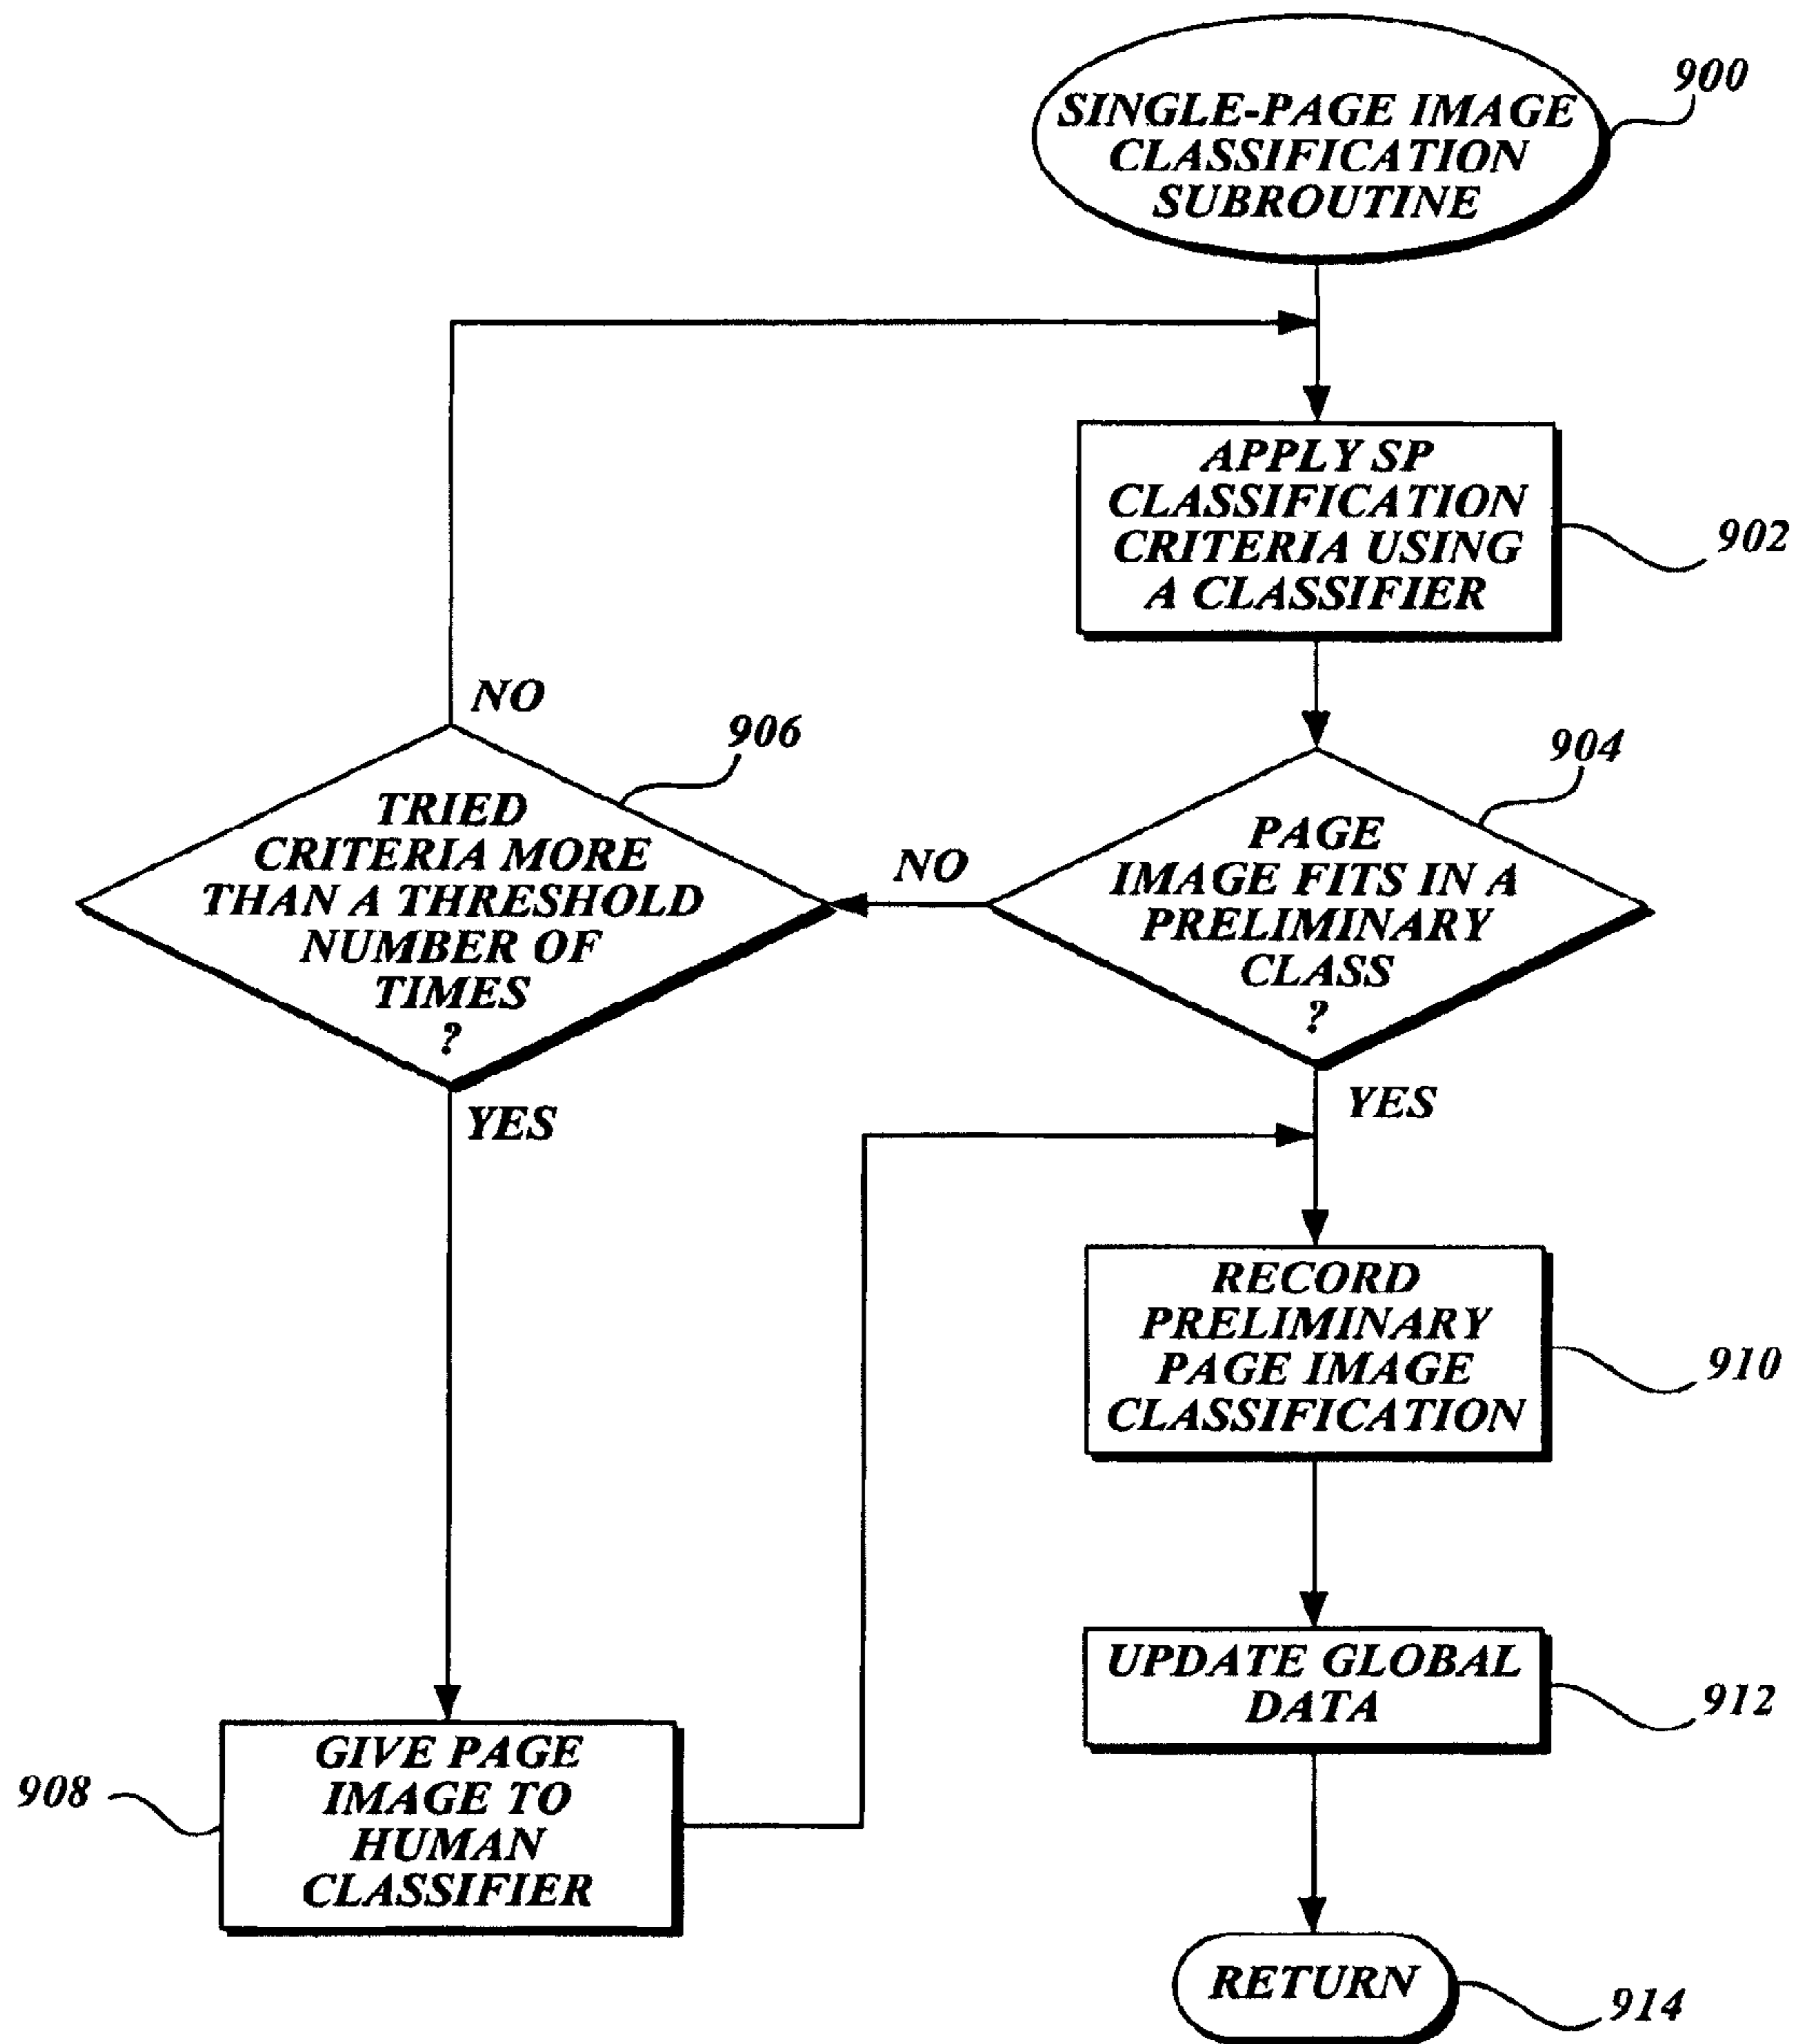 900
SINGLE-PAGE IMAGE
CLASSIFICATION
SUBROUTINE
APPLY SP
CLASSIFICATION
CRITERIA USING
A CLASSIFIER
902
NO
906
TRIED
CRITERIA MORE
THAN A THRESHOLD
NUMBER OF
TIMES
?
YES
NO
904
PAGE
IMAGE FITS IN A
PRELIMINARY
CLASS
?
YES
RECORD
PRELIMINARY
PAGE IMAGE
CLASSIFICATION
910
UPDATE GLOBAL
DATA
912
908
GIVE PAGE
IMAGE TO
HUMAN
CLASSIFIER
RETURN
914